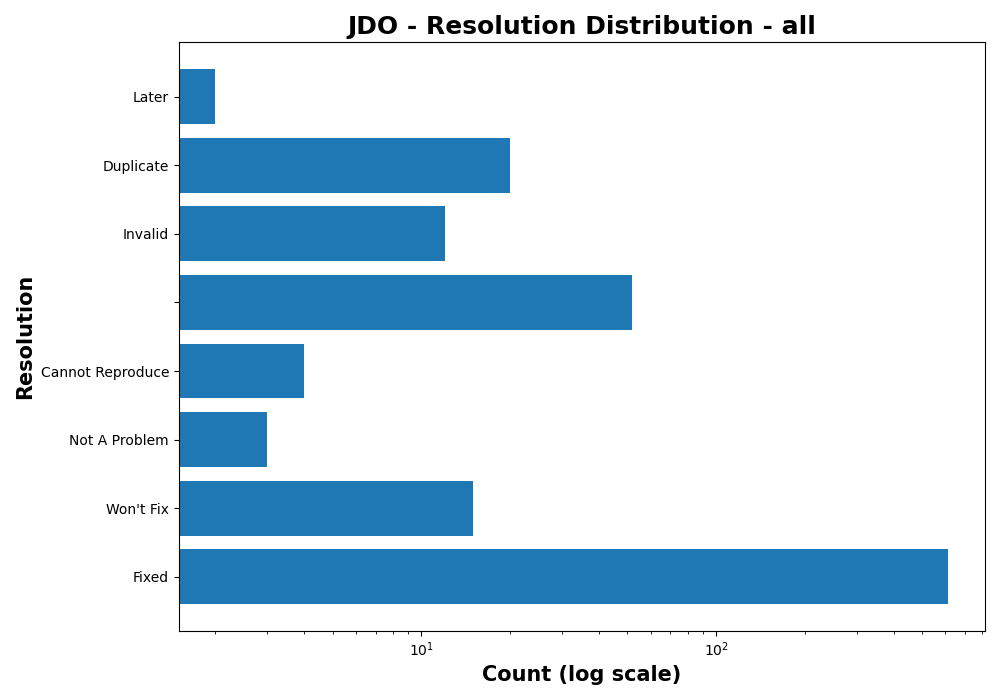 JDO - Resolution Distribution - all
Later
Duplicate
Invalid
Cannot Reproduce
Not A Problem
Won't Fix
Fixed
Resolution
10¹ 10²
Count (log scale)